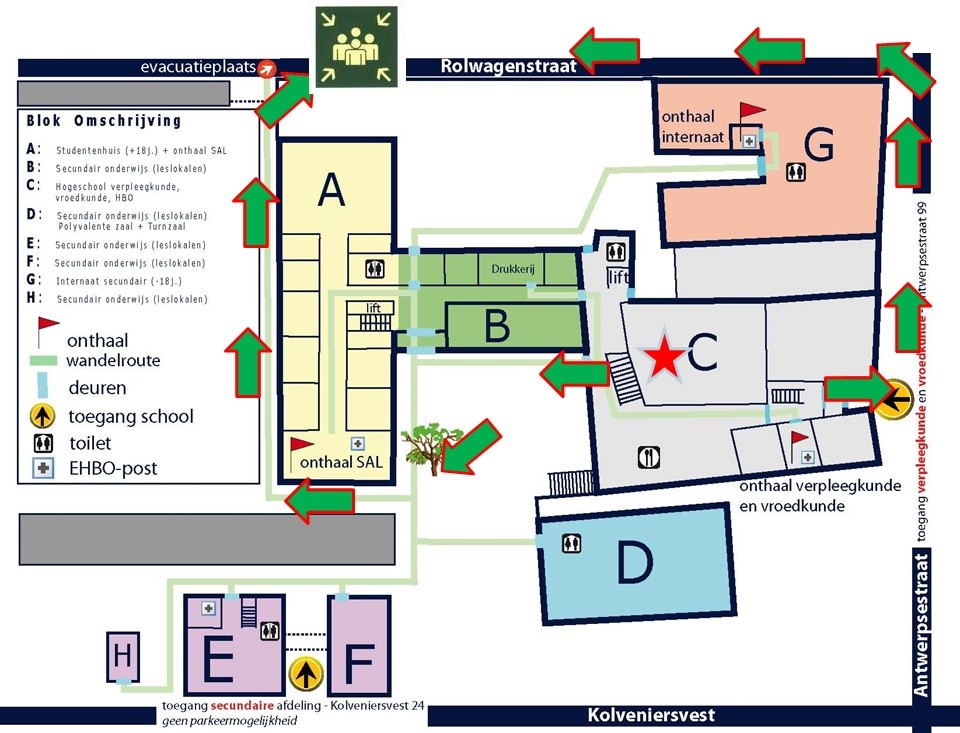 evacuatieplaats
Rolwagenstraat
Blok Omschrijving
A: Studentenhuis (+18j.) + onthaal SAL
B: Secundair onderwijs (leslokalen)
C: Hogeschool verpleegkunde,
vroedkunde, HBO
D: Secundair onderwijs (leslokalen)
Polyvalente zaal + Turnzaal
E: Secundair onderwijs (leslokalen)
F: Secundair onderwijs (leslokalen)
G: Internaat secundair (-18j.)
H: Secundair onderwijs (leslokalen)
onthaal
wandelroute
deuren
toegang school
toilet
EHBO-post
A
lift
onthaal SAL
Drukkerij
B
lift
C
onthaal
internaat
G
onthaal verpleegkunde
en vroedkunde
D
H
E
F
toegang secundaire afdeling - Kolveniersvest 24
geen parkeermogelijkheid
Kolveniersvest
toegang verpleegkunde en vroedkunde - Antwerpsestraat 99
Antwerpsestraat